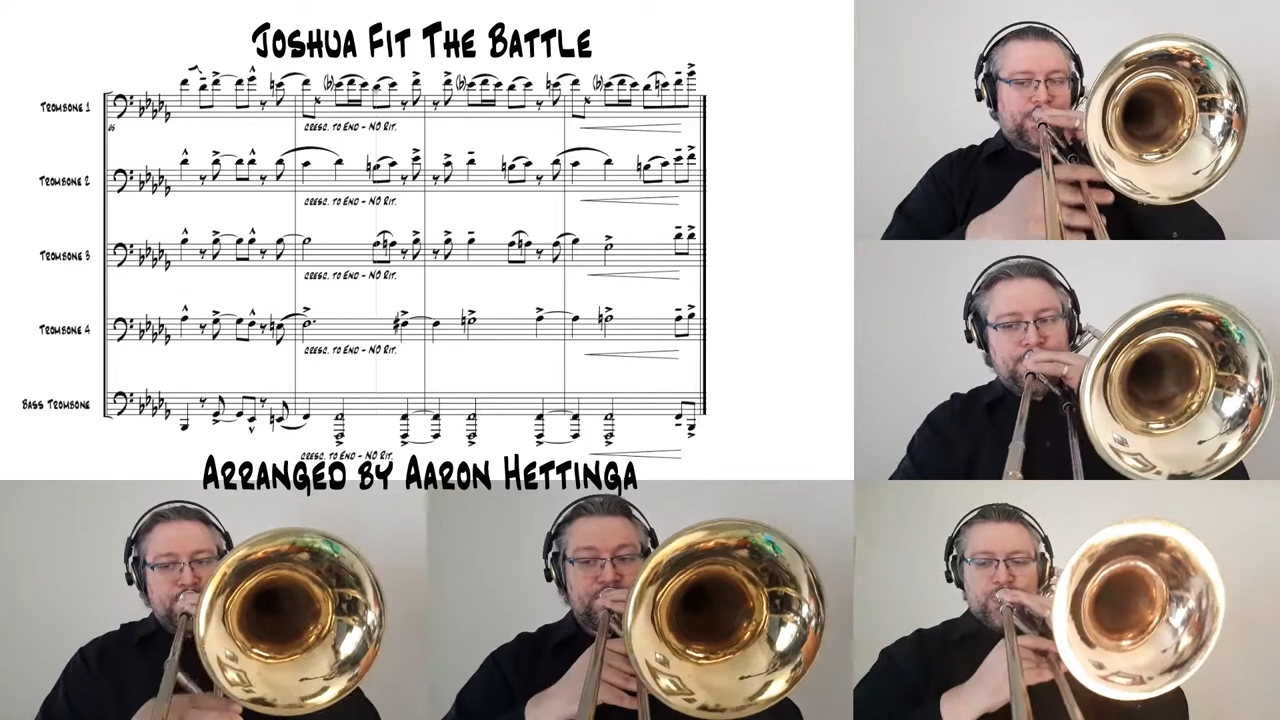 Joshua Fit The Battle
Trombone 1
cresc. to End - NO Rit.
Trombone 2
cresc. to End - NO Rit.
Trombone 3
cresc. to End - NO Rit.
Trombone 4
cresc. to End - NO Rit.
Bass Trombone
cresc. to End - NO Rit.
Arranged by Aaron Hettinga